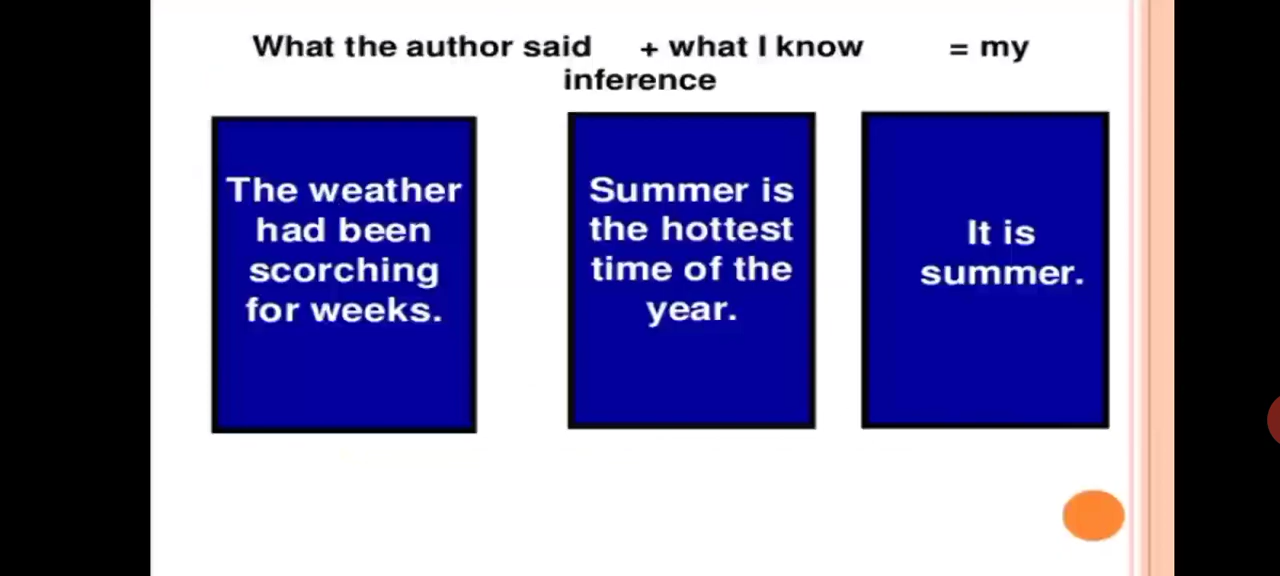 What the author said + what I know = my
inference
The weather
had been
scorching
for weeks.
Summer is
the hottest
time of the
year.
It is
summer.